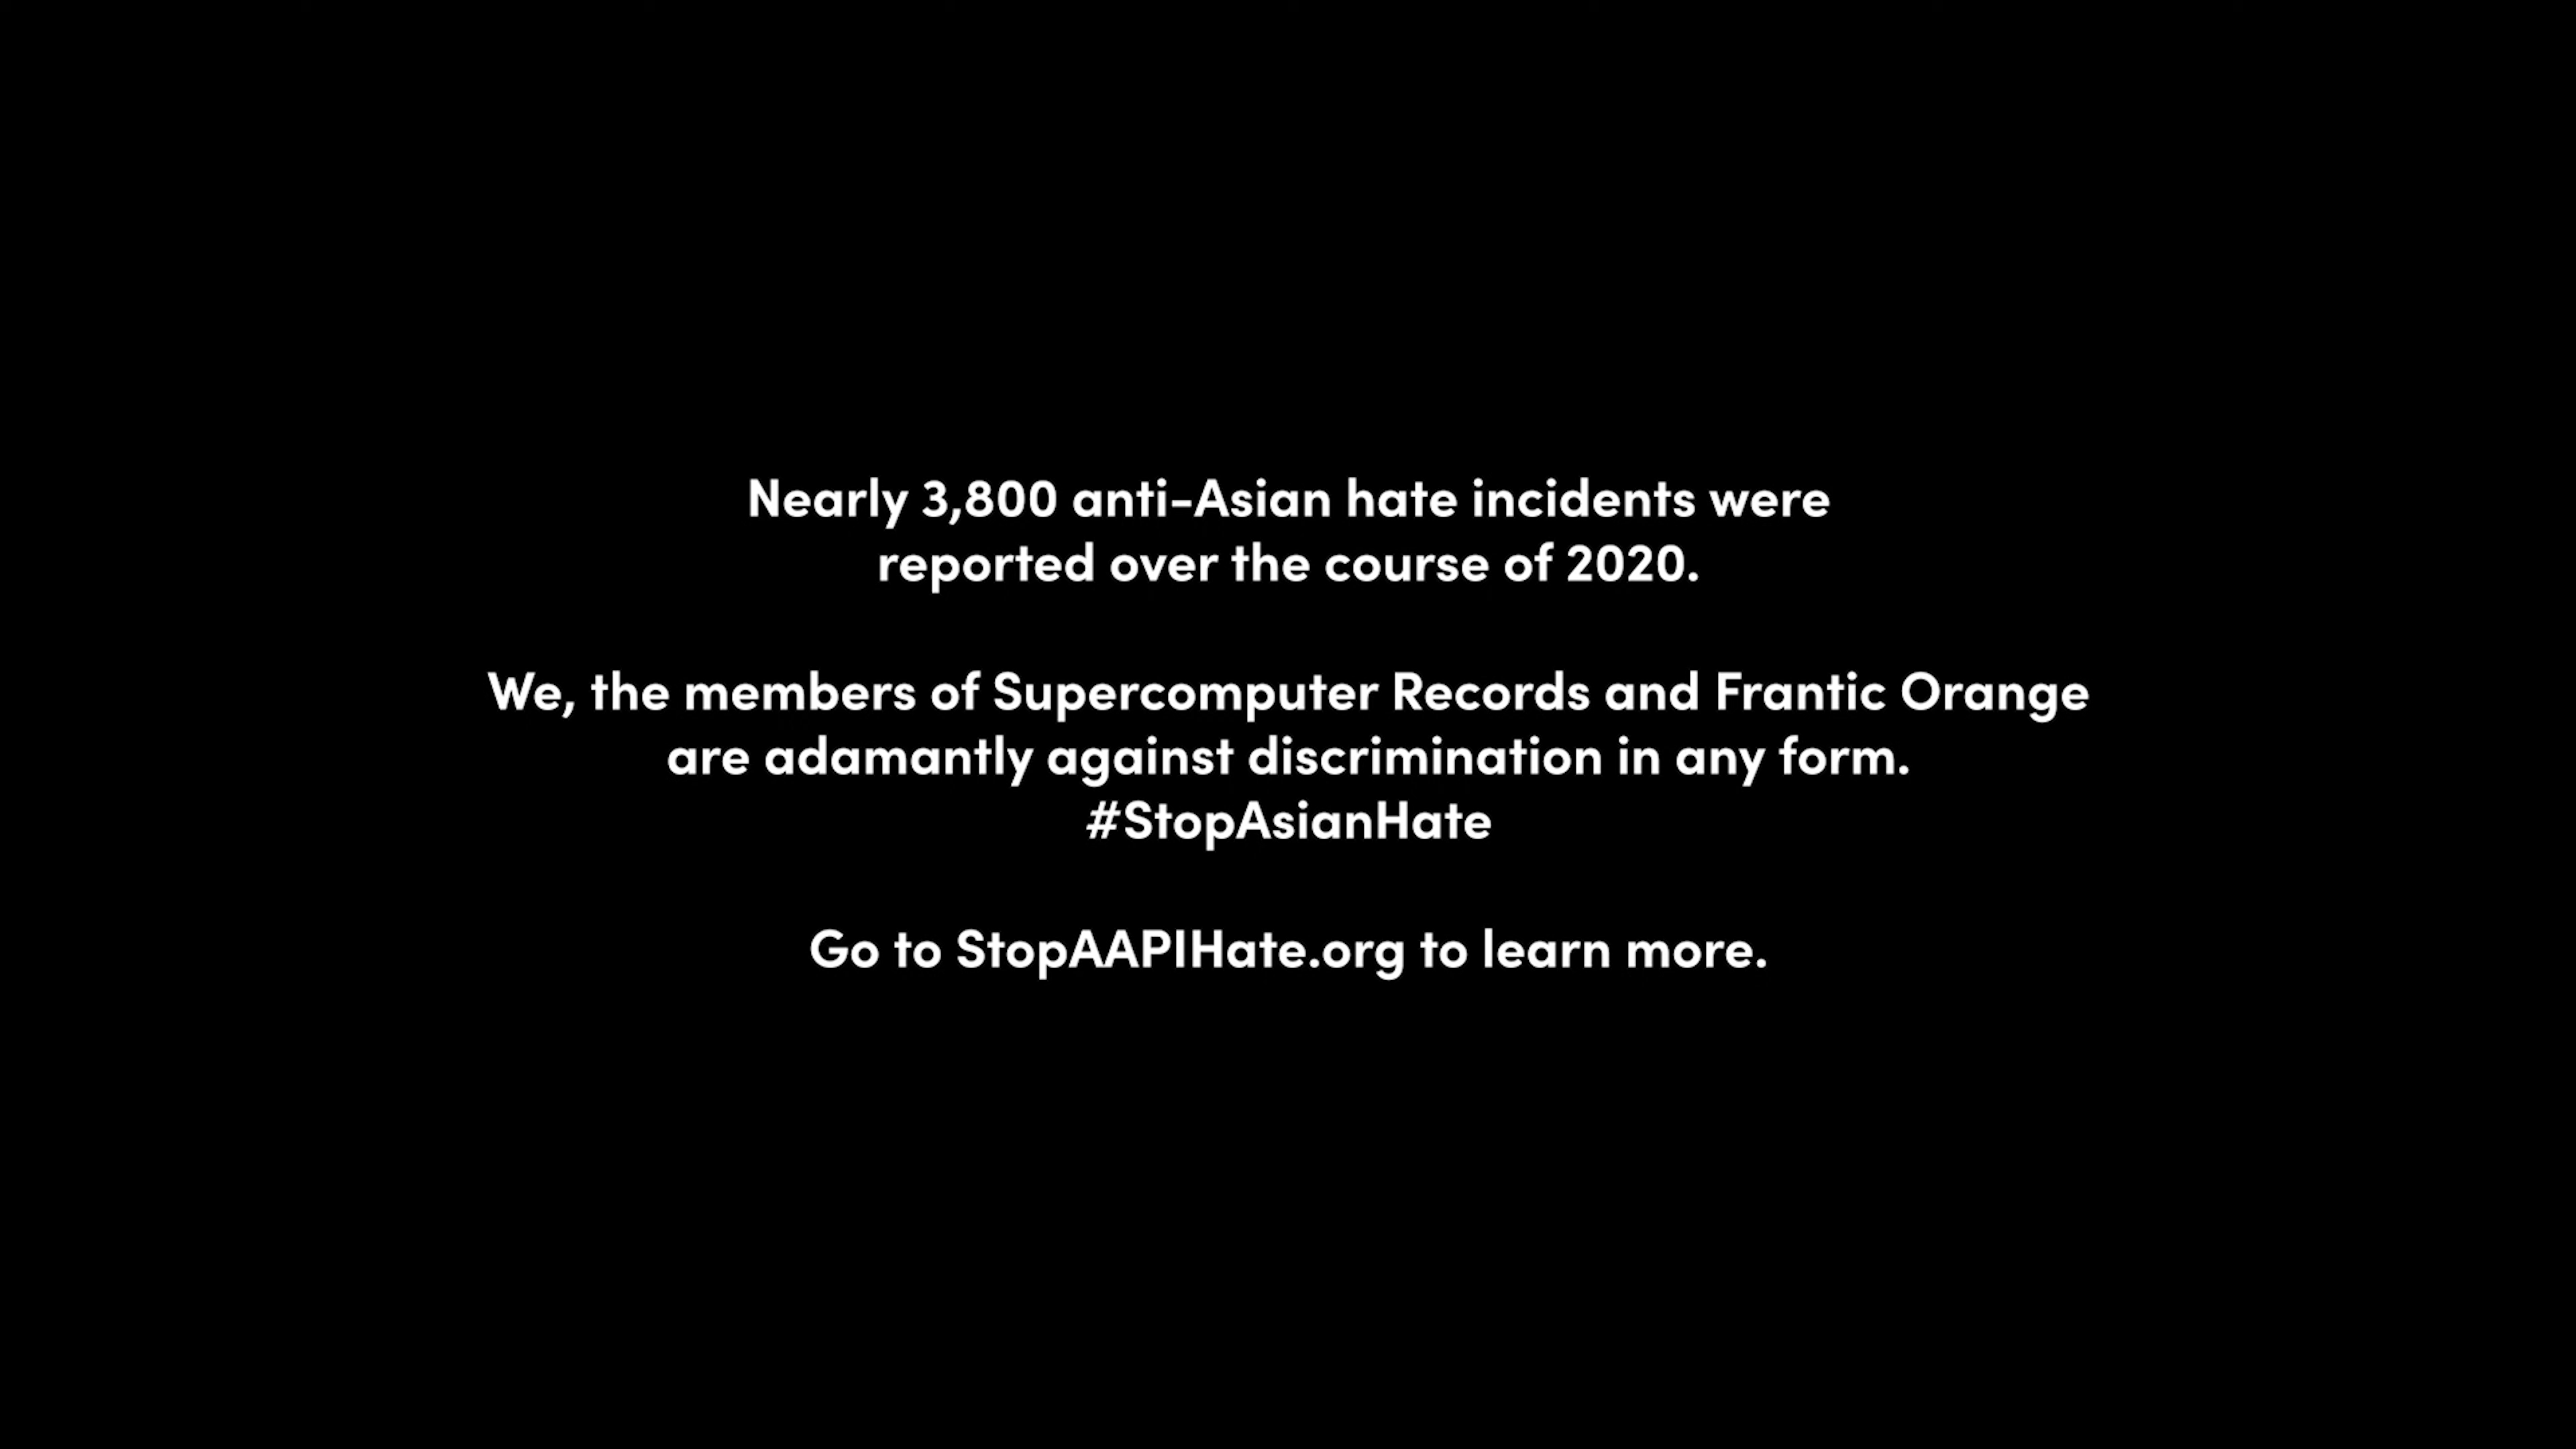 Nearly 3,800 anti-Asian hate incidents were
reported over the course of 2020.
We, the members of Supercomputer Records and Frantic Orange
are adamantly against discrimination in any form.
#StopAsianHate
Go to StopAAPIHate.org to learn more.